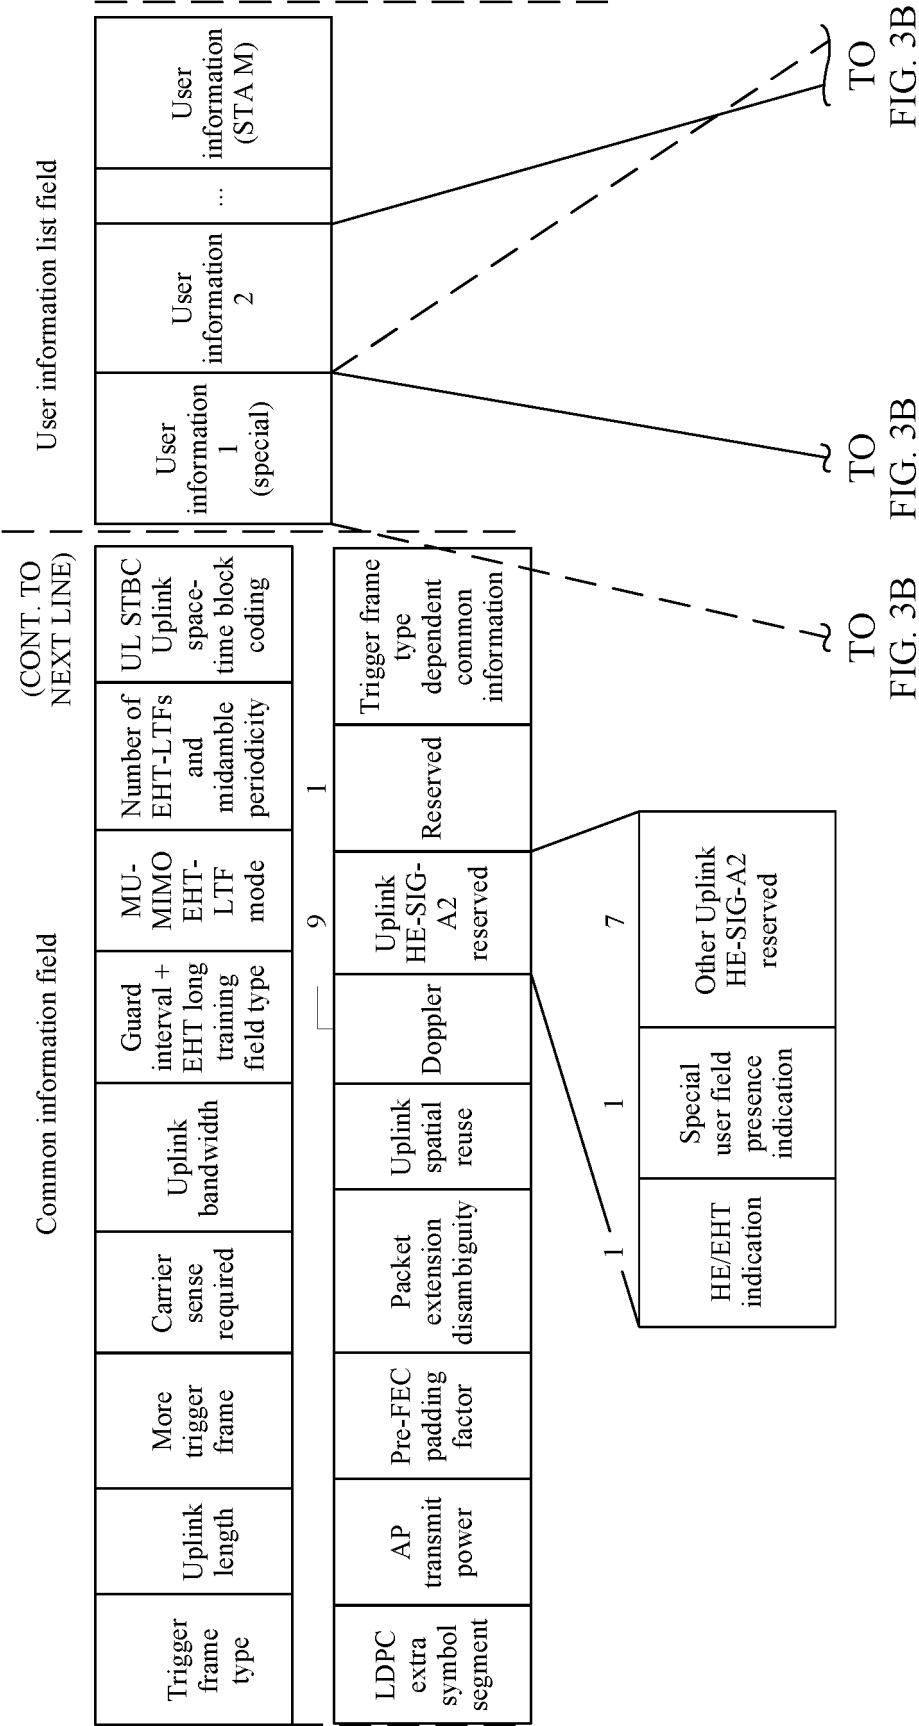 Common information field
(CONT. TO
NEXT LINE)
User information list field
Trigger
frame
type
Uplink
length
More
trigger
frame
Carrier
sense
required
Uplink
bandwidth
Guard
interval +
EHT long
training
field type
MU-
MIMO
EHT-
LTF
mode
Number of
EHT-LTFs
and
midamble
periodicity
UL STBC
Uplink
space-
time block
coding
User
information
1
(special)
User
information
2
...
User
information
(STA M)
9
1
LDPC
extra
symbol
segment
AP
transmit
power
Pre-FEC
padding
factor
Packet
extension
disambiguity
Uplink
spatial
reuse
Doppler
Uplink
HE-SIG-
A2
reserved
Reserved
Trigger frame
type
dependent
common
information
1
1
7
HE/EHT
indication
Special
user field
presence
indication
Other Uplink
HE-SIG-A2
reserved
TO
FIG. 3B
TO
FIG. 3B
TO
FIG. 3B